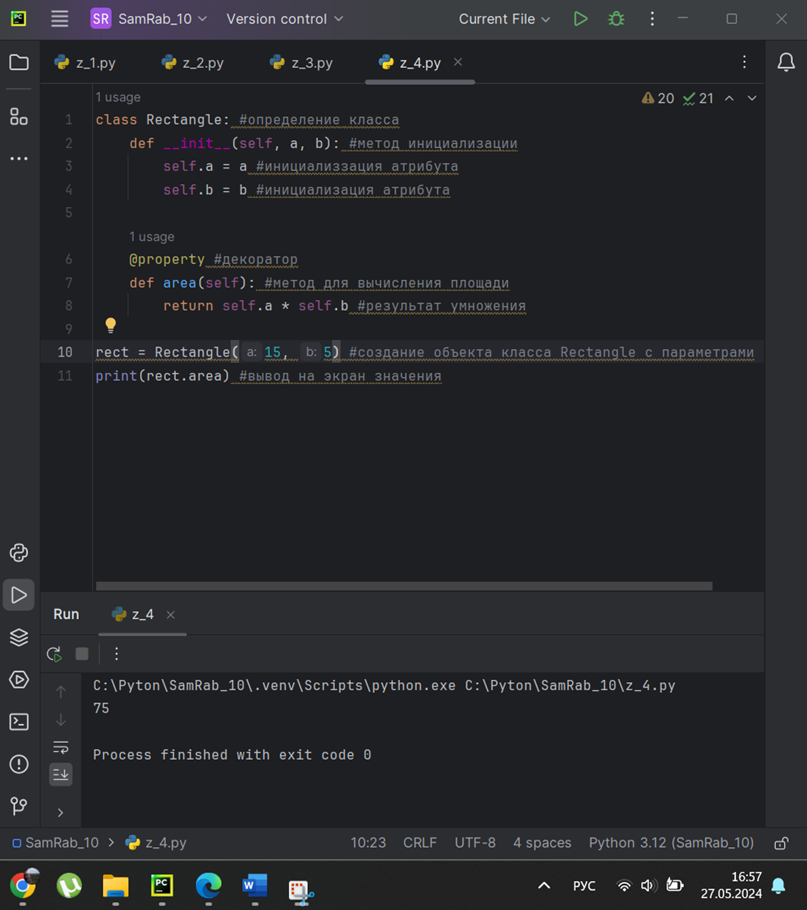 PC SR SamRab_10 Version control Current File
z_1.py z_2.py z_3.py z_4.py
1 usage 20 21
1 class Rectangle: #определение класса
2 def __init__(self, a, b): #метод инициализации
3 self.a = a #инициализзация атрибута
4 self.b = b #инициализация атрибута
5
1 usage
6 @property #декоратор
7 def area(self): #метод для вычисления площади
8 return self.a * self.b #результат умножения
9
10 rect = Rectangle( a: 15, b: 5) #создание объекта класса Rectangle с параметрами
11 print(rect.area) #вывод на экран значения
Run z_4
C:\Pyton\SamRab_10\.venv\Scripts\python.exe C:\Pyton\SamRab_10\z_4.py
75
Process finished with exit code 0
SamRab_10 > z_4.py 10:23 CRLF UTF-8 4 spaces Python 3.12 (SamRab_10)
PC W РУС 16:57
27.05.2024